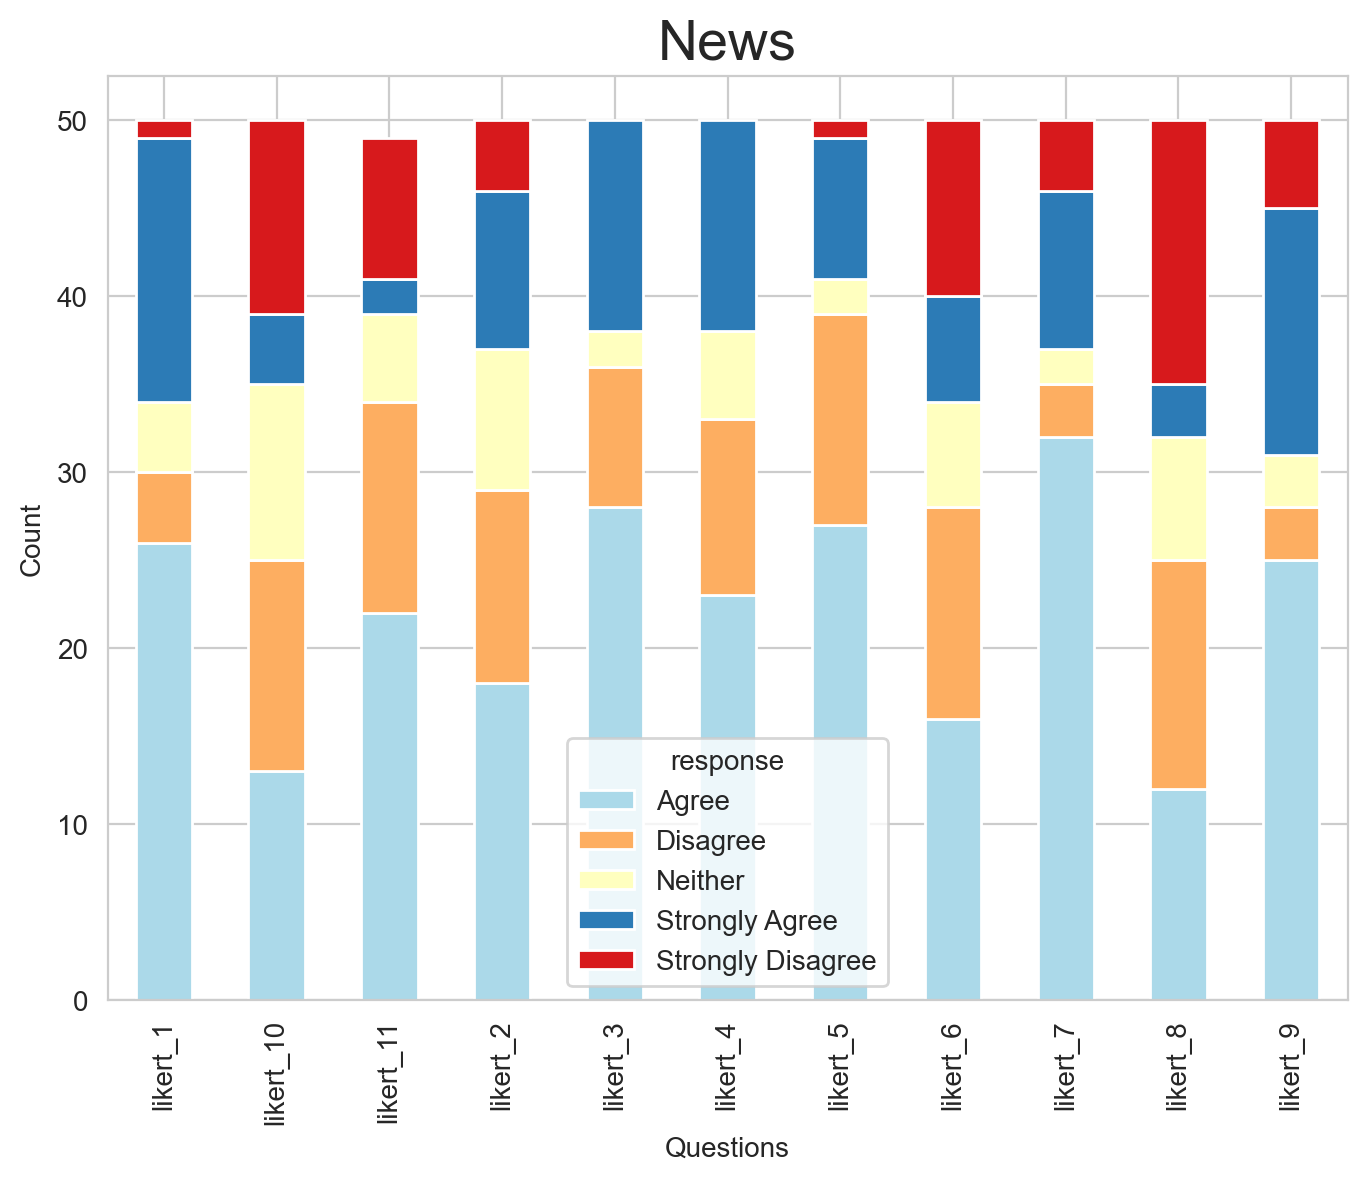 News
50
40
30
20
10
0
Count
response
Agree
Disagree
Neither
Strongly Agree
Strongly Disagree
likert_1
likert_10
likert_11
likert_2
likert_3
likert_4
likert_5
likert_6
likert_7
likert_8
likert_9
Questions